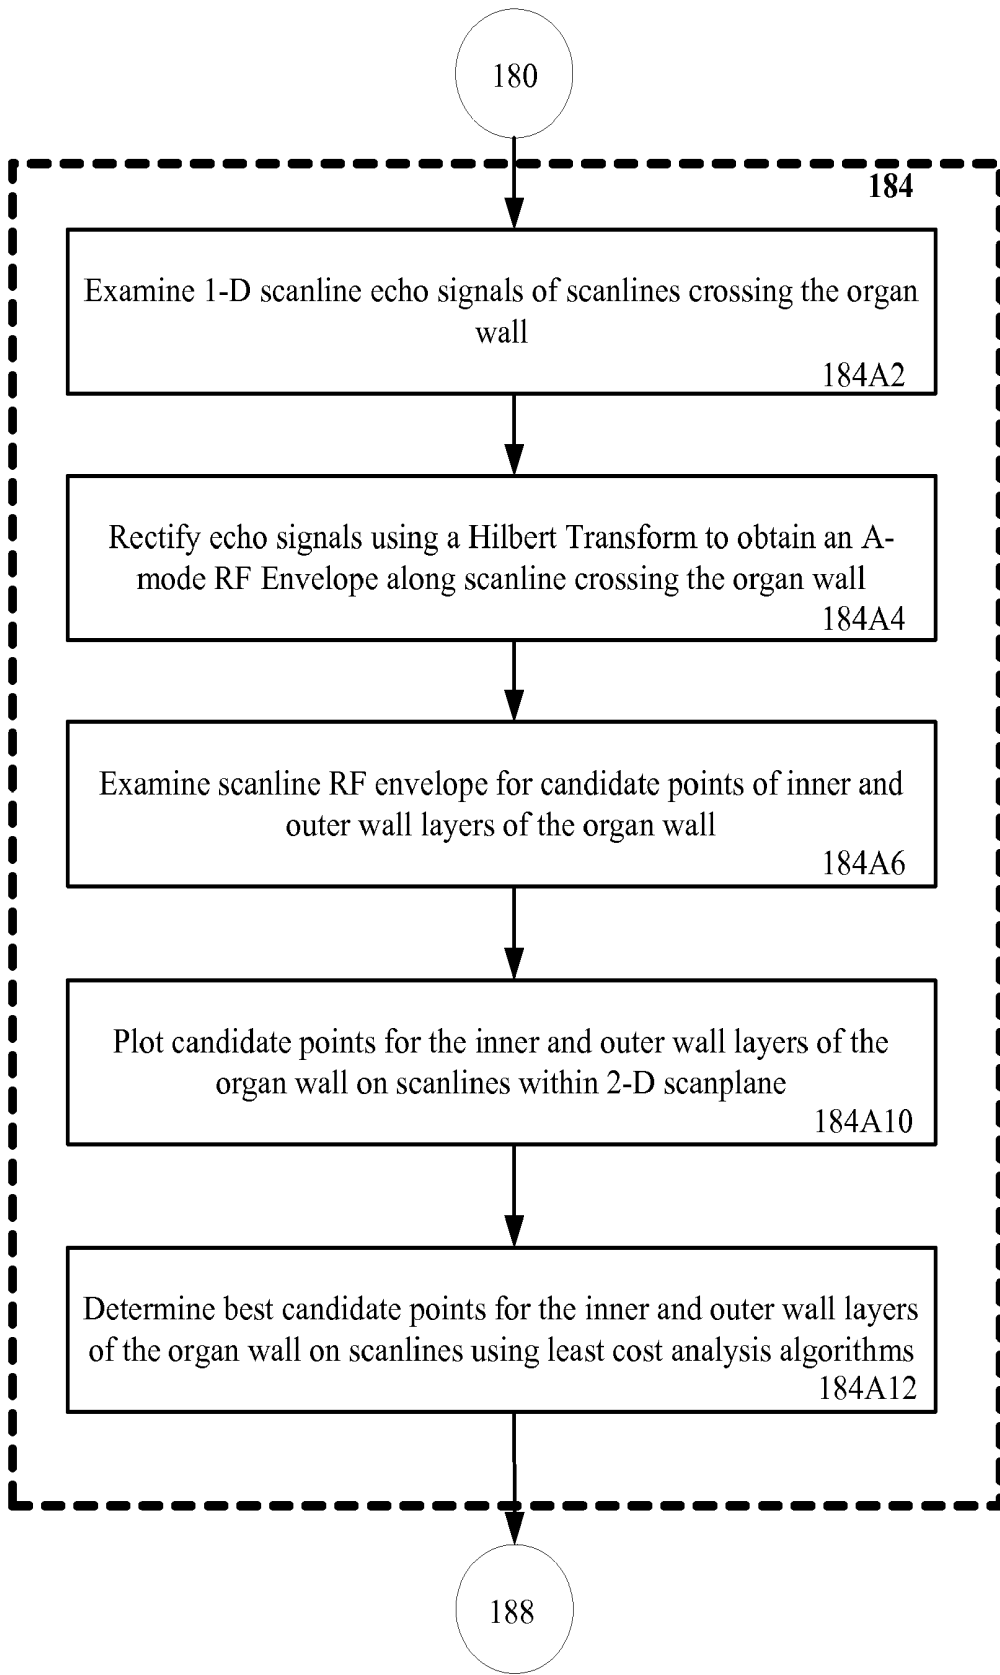 180
184
Examine 1-D scanline echo signals of scanlines crossing the organ
wall
184A2
Rectify echo signals using a Hilbert Transform to obtain an A-
mode RF Envelope along scanline crossing the organ wall
184A4
Examine scanline RF envelope for candidate points of inner and
outer wall layers of the organ wall
184A6
Plot candidate points for the inner and outer wall layers of the
organ wall on scanlines within 2-D scanplane
184A10
Determine best candidate points for the inner and outer wall layers
of the organ wall on scanlines using least cost analysis algorithms
184A12
188